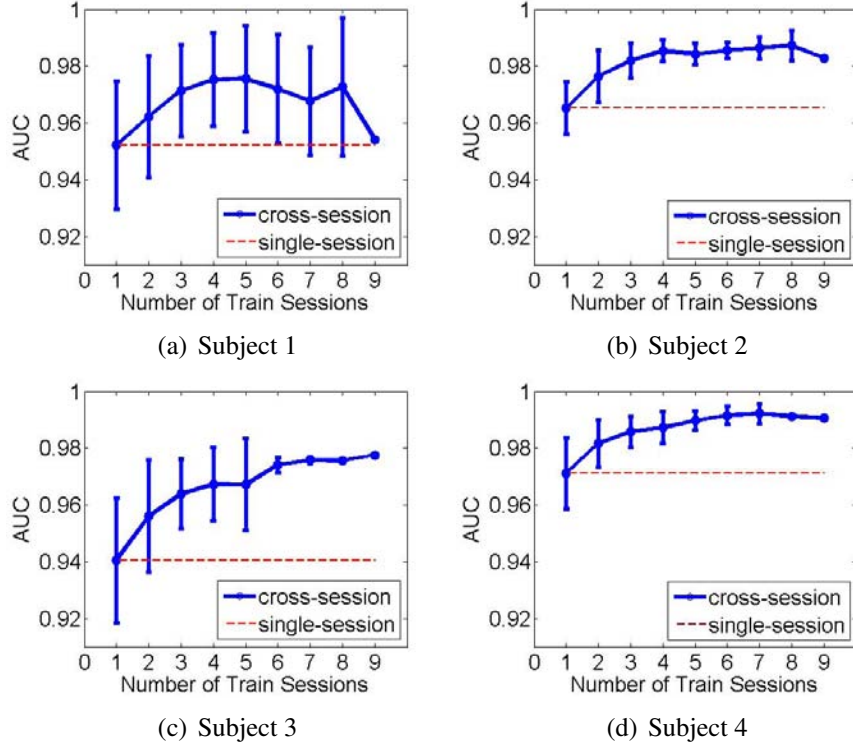 1
0.98
0.96
0.94
0.92
AUC
cross-session
single-session
0 1 2 3 4 5 6 7 8 9
Number of Train Sessions
(a) Subject 1
1
0.98
0.96
0.94
0.92
AUC
cross-session
single-session
0 1 2 3 4 5 6 7 8 9
Number of Train Sessions
(b) Subject 2
1
0.98
0.96
0.94
0.92
AUC
cross-session
single-session
0 1 2 3 4 5 6 7 8 9
Number of Train Sessions
(c) Subject 3
1
0.98
0.96
0.94
0.92
AUC
cross-session
single-session
0 1 2 3 4 5 6 7 8 9
Number of Train Sessions
(d) Subject 4